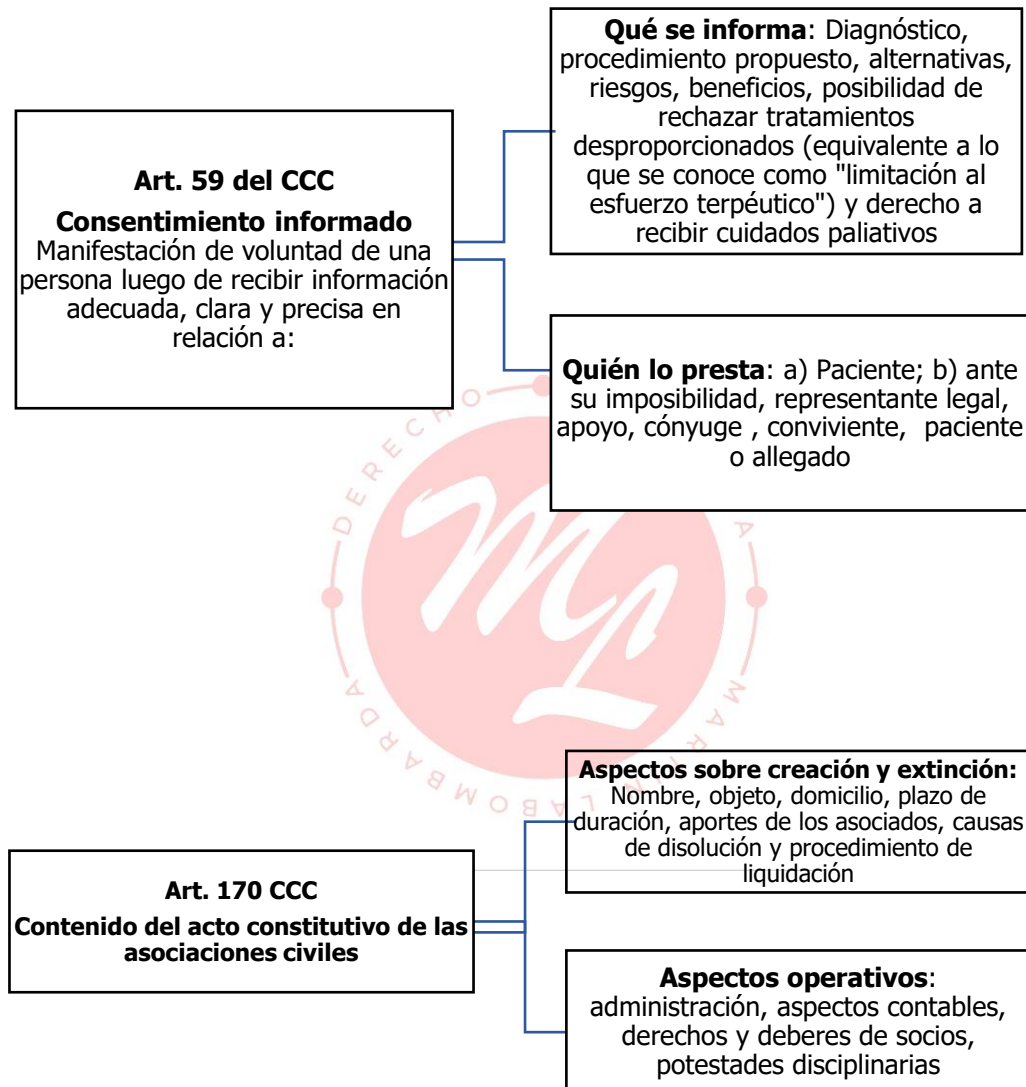 Qué se informa: Diagnóstico,
procedimiento propuesto, alternativas,
riesgos, beneficios, posibilidad de
rechazar tratamientos
desproporcionados (equivalente a lo
que se conoce como "limitación al
esfuerzo terpéutico") y derecho a
recibir cuidados paliativos
Art. 59 del CCC
Consentimiento informado
Manifestación de voluntad de una
persona luego de recibir información
adecuada, clara y precisa en
relación a:
Quién lo presta: a) Paciente; b) ante
su imposibilidad, representante legal,
apoyo, cónyuge , conviviente, paciente
o allegado
DERECHO
ML
LABOMBARDA
Aspectos sobre creación y extinción:
Nombre, objeto, domicilio, plazo de
duración, aportes de los asociados, causas
de disolución y procedimiento de
liquidación
Art. 170 CCC
Contenido del acto constitutivo de las
asociaciones civiles
Aspectos operativos:
administración, aspectos contables,
derechos y deberes de socios,
potestades disciplinarias